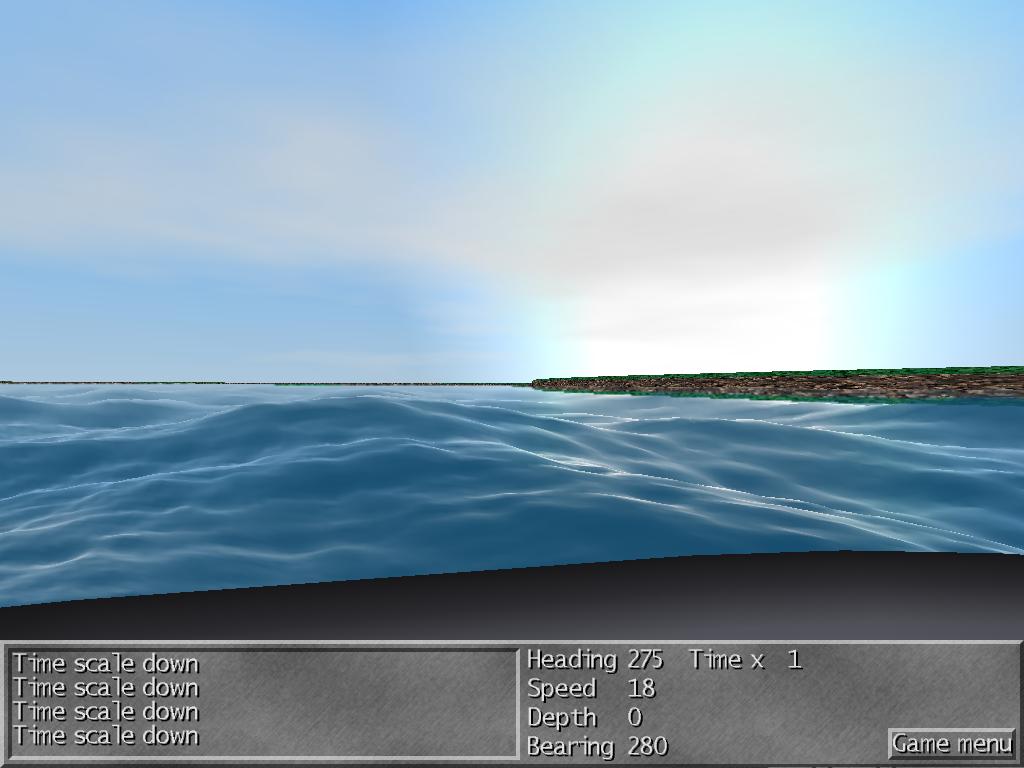 Time scale down
Time scale down
Time scale down
Time scale down
Heading 275 Time x 1
Speed 18
Depth 0
Bearing 280
Game menu